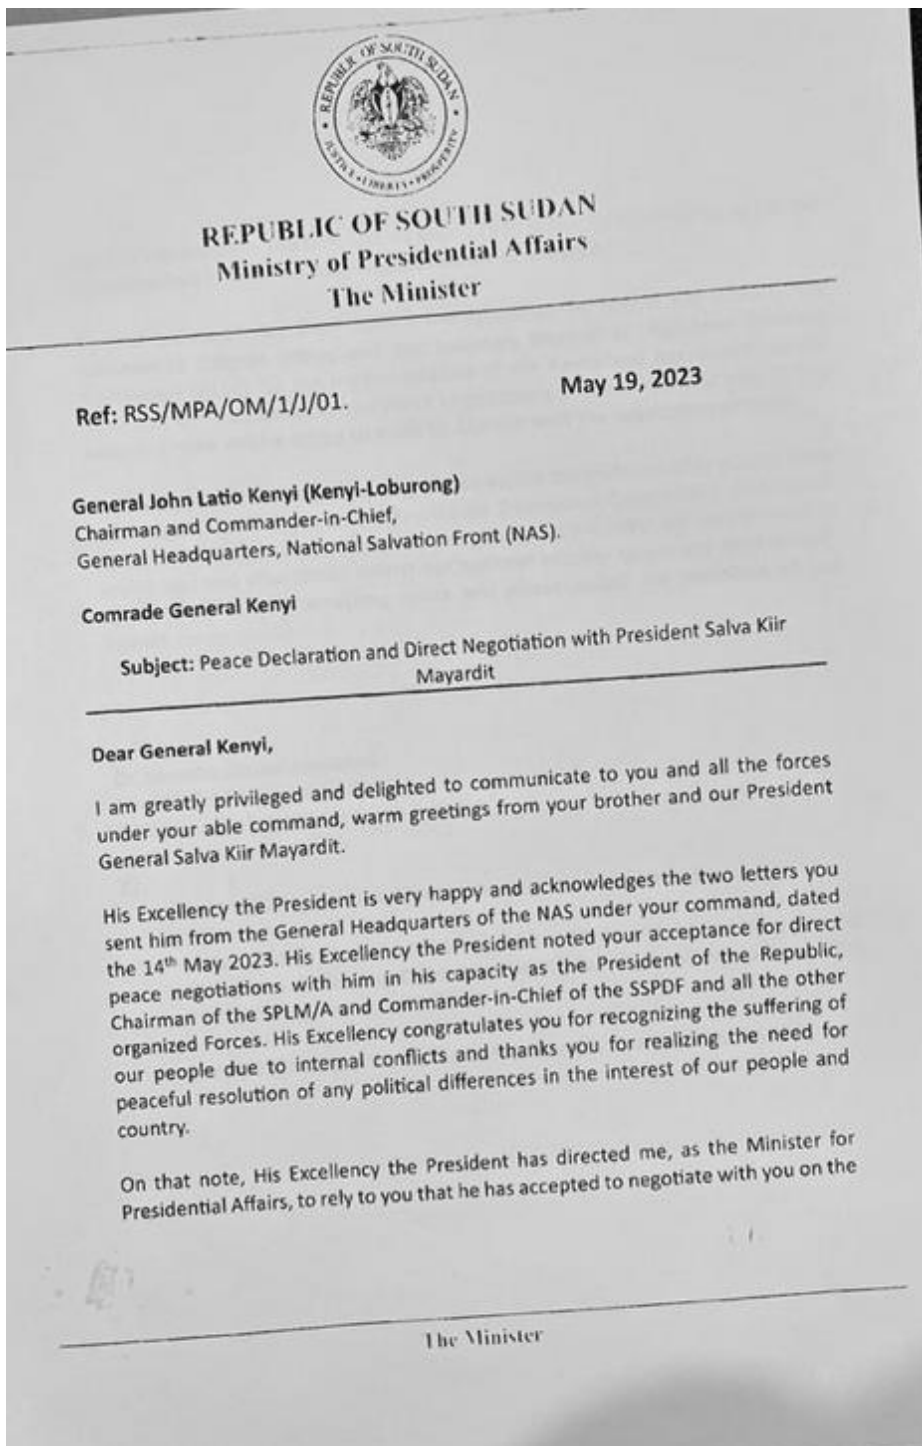 REPUBLIC OF SOUTH SUDAN
JUSTICE • LIBERTY • PROSPERITY
REPUBLIC OF SOUTH SUDAN
Ministry of Presidential Affairs
The Minister
Ref: RSS/MPA/OM/1/J/01.
May 19, 2023
General John Latio Kenyi (Kenyi-Loburong)
Chairman and Commander-in-Chief,
General Headquarters, National Salvation Front (NAS).
Comrade General Kenyi
Subject: Peace Declaration and Direct Negotiation with President Salva Kiir
Mayardit
Dear General Kenyi,
I am greatly privileged and delighted to communicate to you and all the forces
under your able command, warm greetings from your brother and our President
General Salva Kiir Mayardit.
His Excellency the President is very happy and acknowledges the two letters you
sent him from the General Headquarters of the NAS under your command, dated
the 14th May 2023. His Excellency the President noted your acceptance for direct
peace negotiations with him in his capacity as the President of the Republic,
Chairman of the SPLM/A and Commander-in-Chief of the SSPDF and all the other
organized Forces. His Excellency congratulates you for recognizing the suffering of
our people due to internal conflicts and thanks you for realizing the need for
peaceful resolution of any political differences in the interest of our people and
country.
On that note, His Excellency the President has directed me, as the Minister for
Presidential Affairs, to rely to you that he has accepted to negotiate with you on the
The Minister